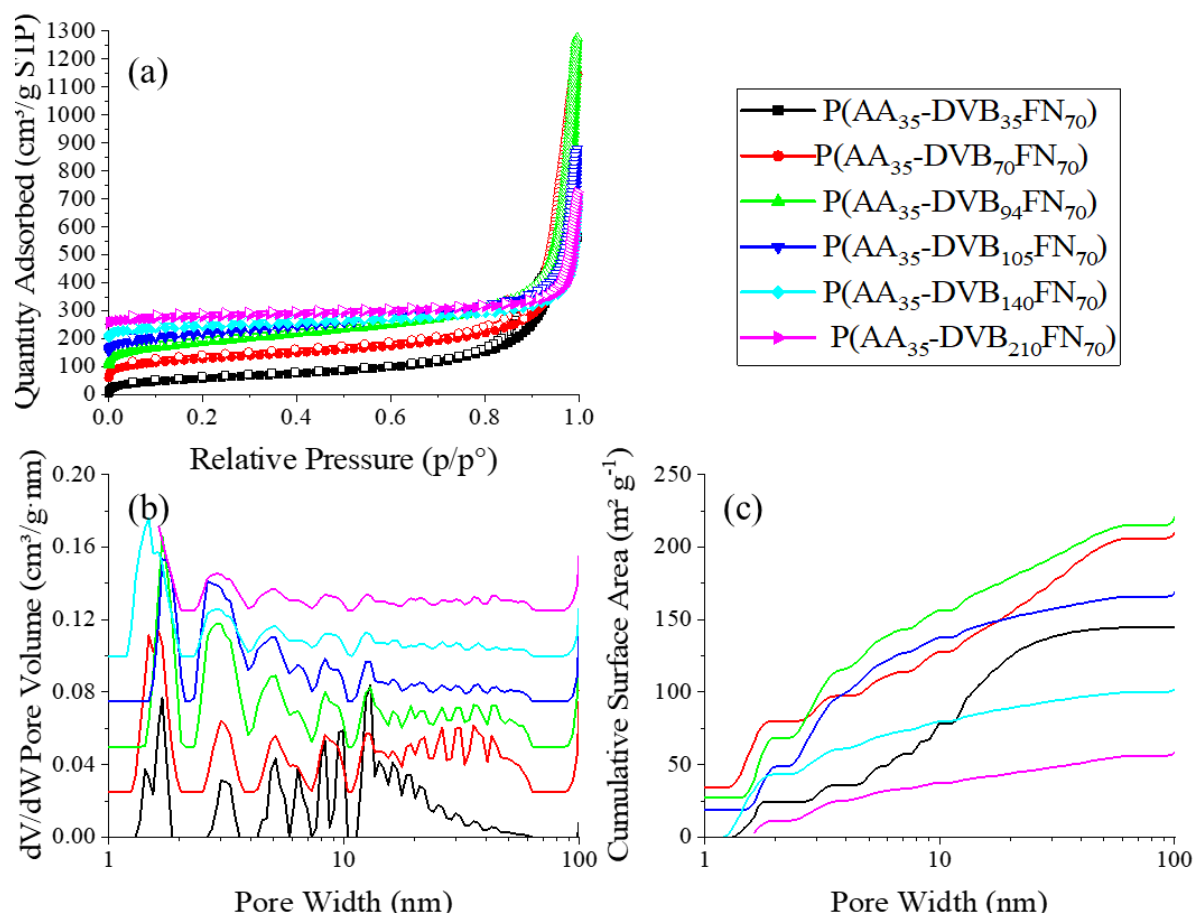 (a)
Quantity Adsorbed (cm³/g STP)
1300
1200
1100
1000
900
800
700
600
500
400
300
200
100
0
0.0 0.2 0.4 0.6 0.8 1.0
Relative Pressure (p/p°)
P(AA₃₅-DVB₃₅FN₇₀)
P(AA₃₅-DVB₇₀FN₇₀)
P(AA₃₅-DVB₉₄FN₇₀)
P(AA₃₅-DVB₁₀₅FN₇₀)
P(AA₃₅-DVB₁₄₀FN₇₀)
P(AA₃₅-DVB₂₁₀FN₇₀)
(b)
dV/dW Pore Volume (cm³/g·nm)
0.20
0.16
0.12
0.08
0.04
0.00
1 10 100
Pore Width (nm)
(c)
Cumulative Surface Area (m² g⁻¹)
250
200
150
100
50
0
1 10 100
Pore Width (nm)